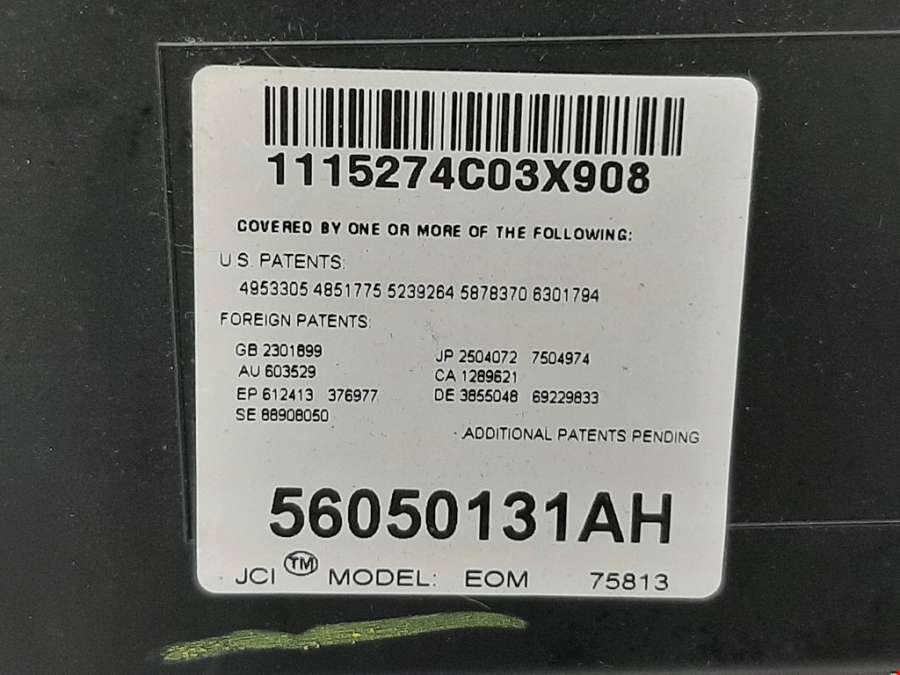 1115274C03X908
COVERED BY ONE OR MORE OF THE FOLLOWING:
U.S. PATENTS:
4953305 4851775 5239264 5878370 6301794
FOREIGN PATENTS:
GB 2301899 JP 2504072 7504974
AU 603529 CA 1289621
EP 612413 376977 DE 3855048 69229833
SE 88908050
ADDITIONAL PATENTS PENDING
56050131AH
JCI TM MODEL: EOM 75813